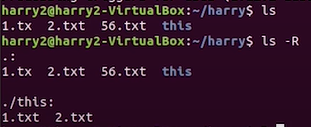 harry2@harry2-VirtualBox:~/harry$ ls
1.tx  2.txt  56.txt  this
harry2@harry2-VirtualBox:~/harry$ ls -R
.:
1.tx  2.txt  56.txt  this

./this:
1.txt  2.txt